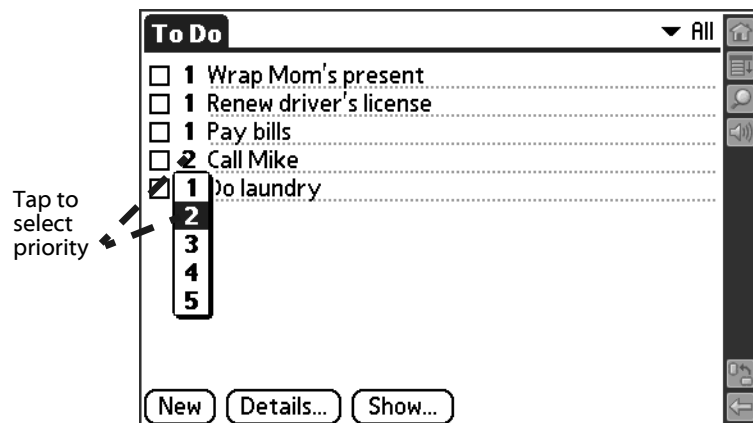 To Do
All
1 Wrap Mom's present
1 Renew driver's license
1 Pay bills
2 Call Mike
Do laundry
1
2
3
4
5
Tap to
select
priority
New Details... Show...